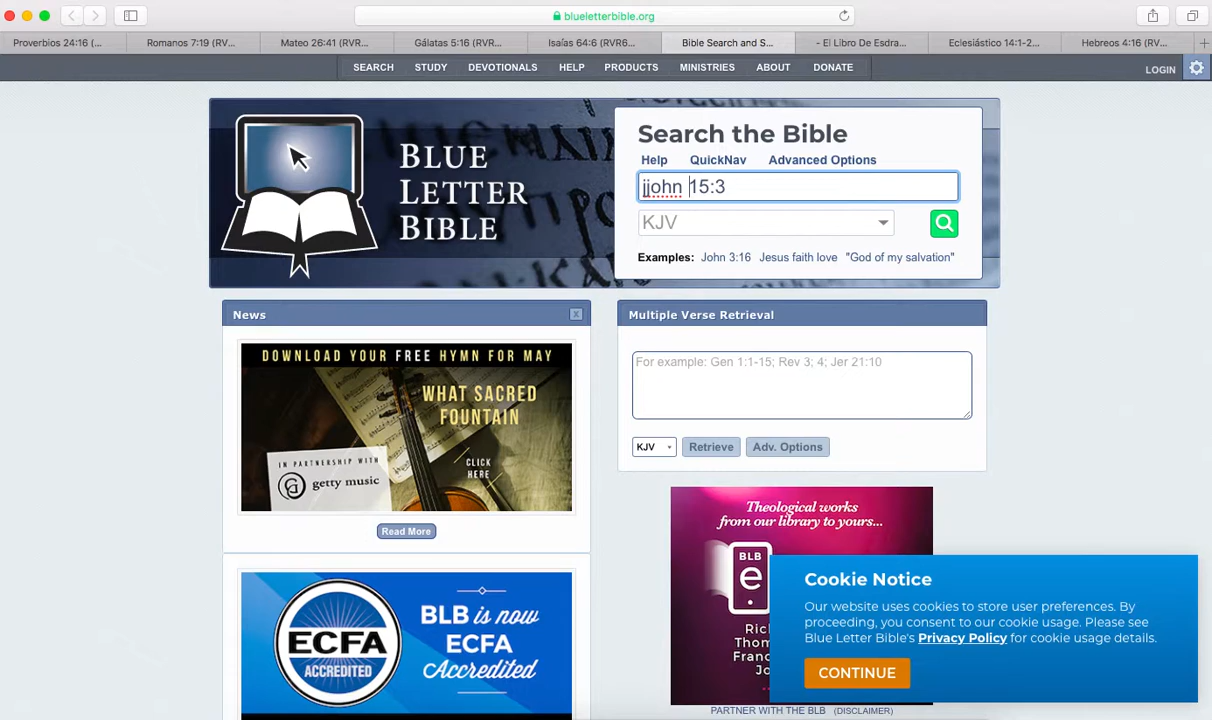 blueletterbible.org
Proverbios 24:16 (... Romanos 7:19 (RV... Mateo 26:41 (RVR... Gálatas 5:16 (RVR... Isaías 64:6 (RVR6... Bible Search and S... - El Libro De Esdra... Eclesiástico 14:1-2... Hebreos 4:16 (RV...
SEARCH STUDY DEVOTIONALS HELP PRODUCTS MINISTRIES ABOUT DONATE LOGIN
BLUE
LETTER
BIBLE
Search the Bible
Help QuickNav Advanced Options
jjohn 15:3
KJV
Examples: John 3:16 Jesus faith love "God of my salvation"
News x
DOWNLOAD YOUR FREE HYMN FOR MAY
WHAT SACRED
FOUNTAIN
IN PARTNERSHIP WITH
G getty music
CLICK
HERE
Read More
ECFA
ACCREDITED
BLB is now
ECFA
Accredited
Multiple Verse Retrieval
For example: Gen 1:1-15; Rev 3; 4; Jer 21:10
KJV Retrieve Adv. Options
Theological works
from our library to yours...
BLB
e
PARTNER WITH THE BLB (DISCLAIMER)
Cookie Notice
Our website uses cookies to store user preferences. By
proceeding, you consent to our cookie usage. Please see
Blue Letter Bible's Privacy Policy for cookie usage details.
CONTINUE